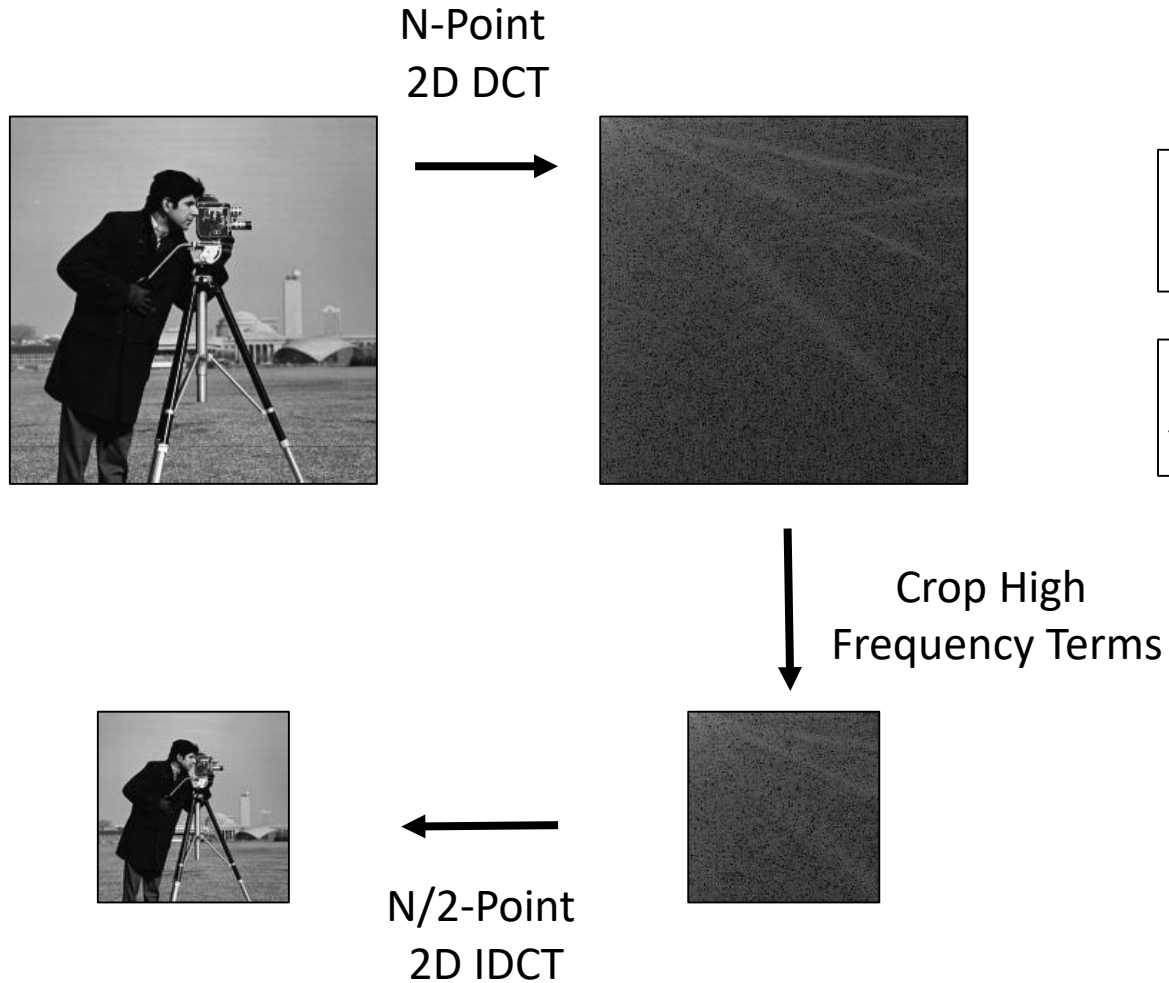 N-Point
2D DCT
Crop High
Frequency Terms
N/2-Point
2D IDCT